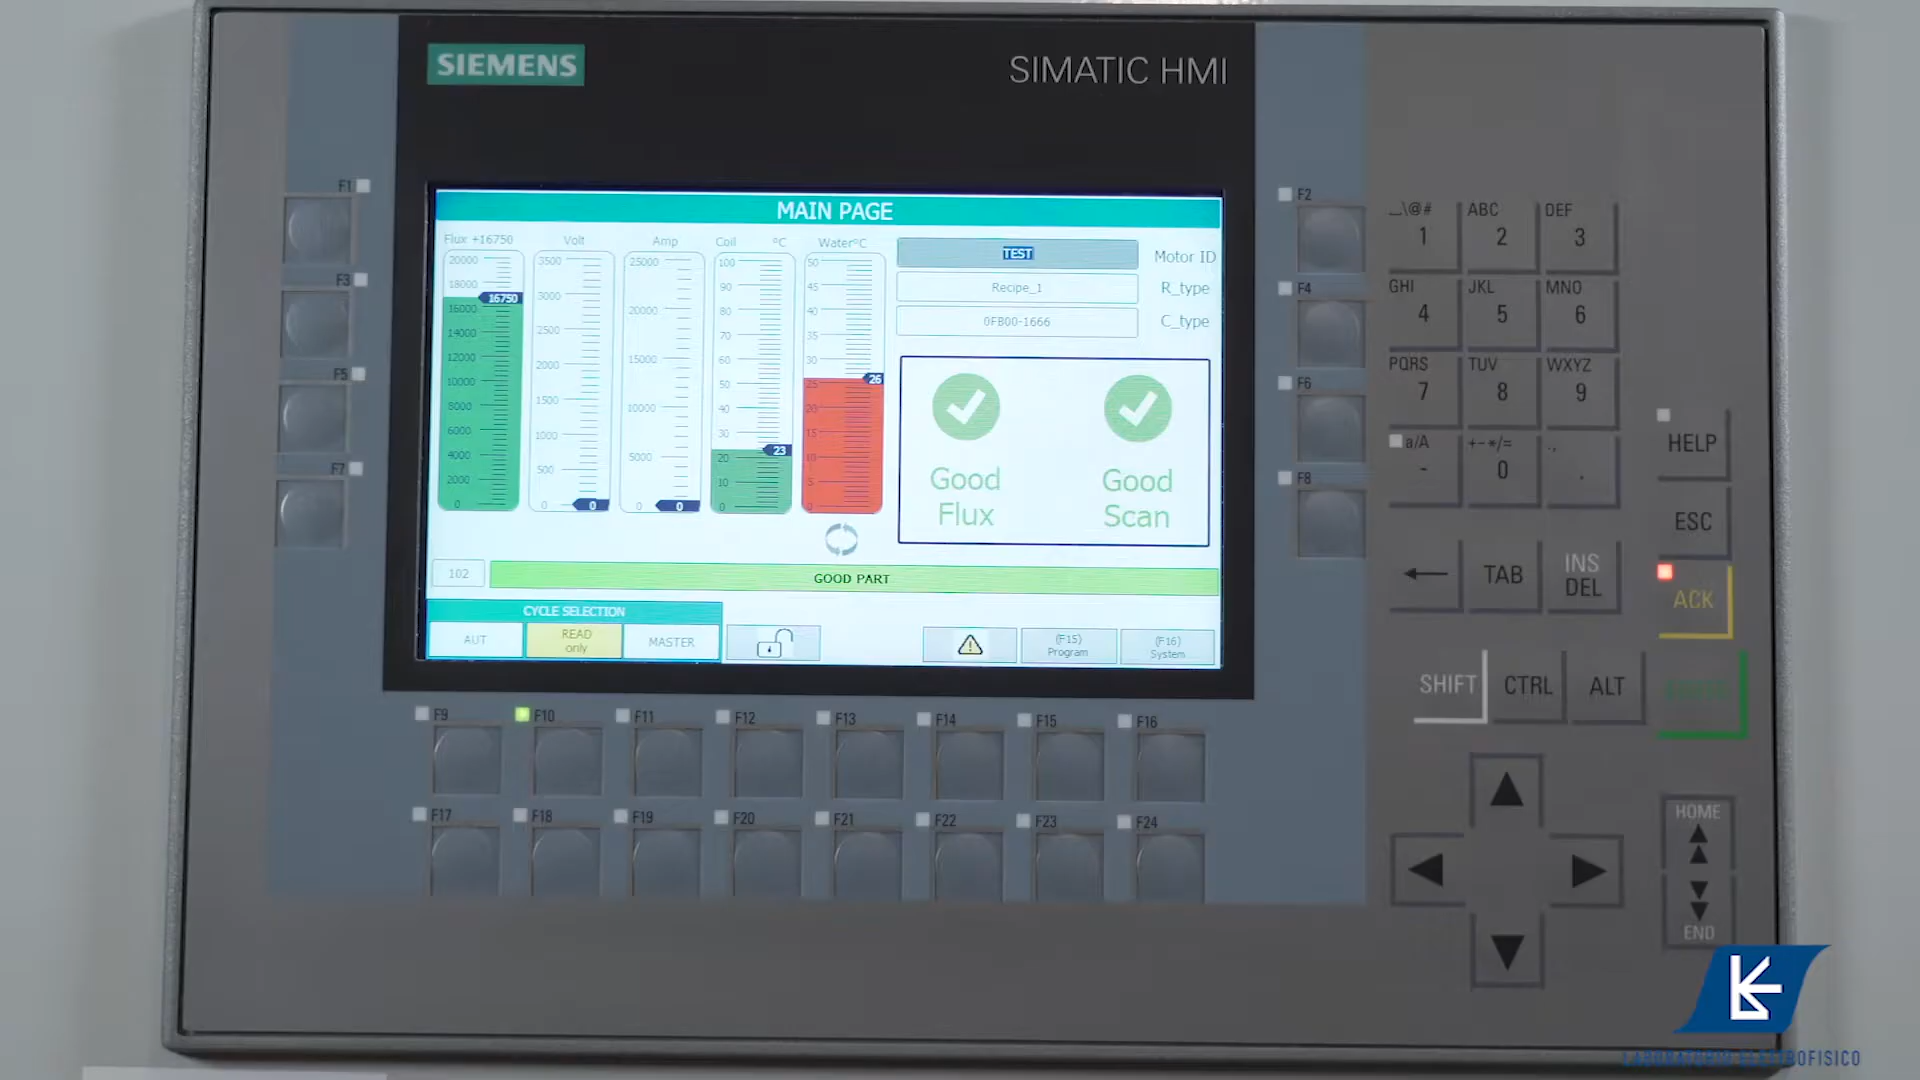 SIEMENS
SIMATIC HMI
MAIN PAGE
Flux +16750
Volt
Amp
Coil °C
Water°C
20000
18000
16000
14000
12000
10000
8000
6000
4000
2000
0
16750
3500
3000
2500
2000
1500
1000
500
0
0
25000
20000
15000
10000
5000
0
0
100
90
80
70
60
50
40
30
20
10
0
23
50
45
40
35
30
25
20
15
10
5
26
TEST
Motor ID
Recipe_1
R_type
0FB00-1666
C_type
Good
Flux
Good
Scan
102
GOOD PART
CYCLE SELECTION
AUT
READ
only
MASTER
(F15)
Program
(F16)
System
F1
F3
F5
F7
F2
F4
F6
F8
F9
F10
F11
F12
F13
F14
F15
F16
F17
F18
F19
F20
F21
F22
F23
F24
\@#
1
ABC
2
DEF
3
GHI
4
JKL
5
MNO
6
PQRS
7
TUV
8
WXYZ
9
a/A
-
+-*/=
0
.,
.
HELP
ESC
TAB
INS
DEL
ACK
SHIFT
CTRL
ALT
HOME
END
LABORATORIO ELETTROFISICO